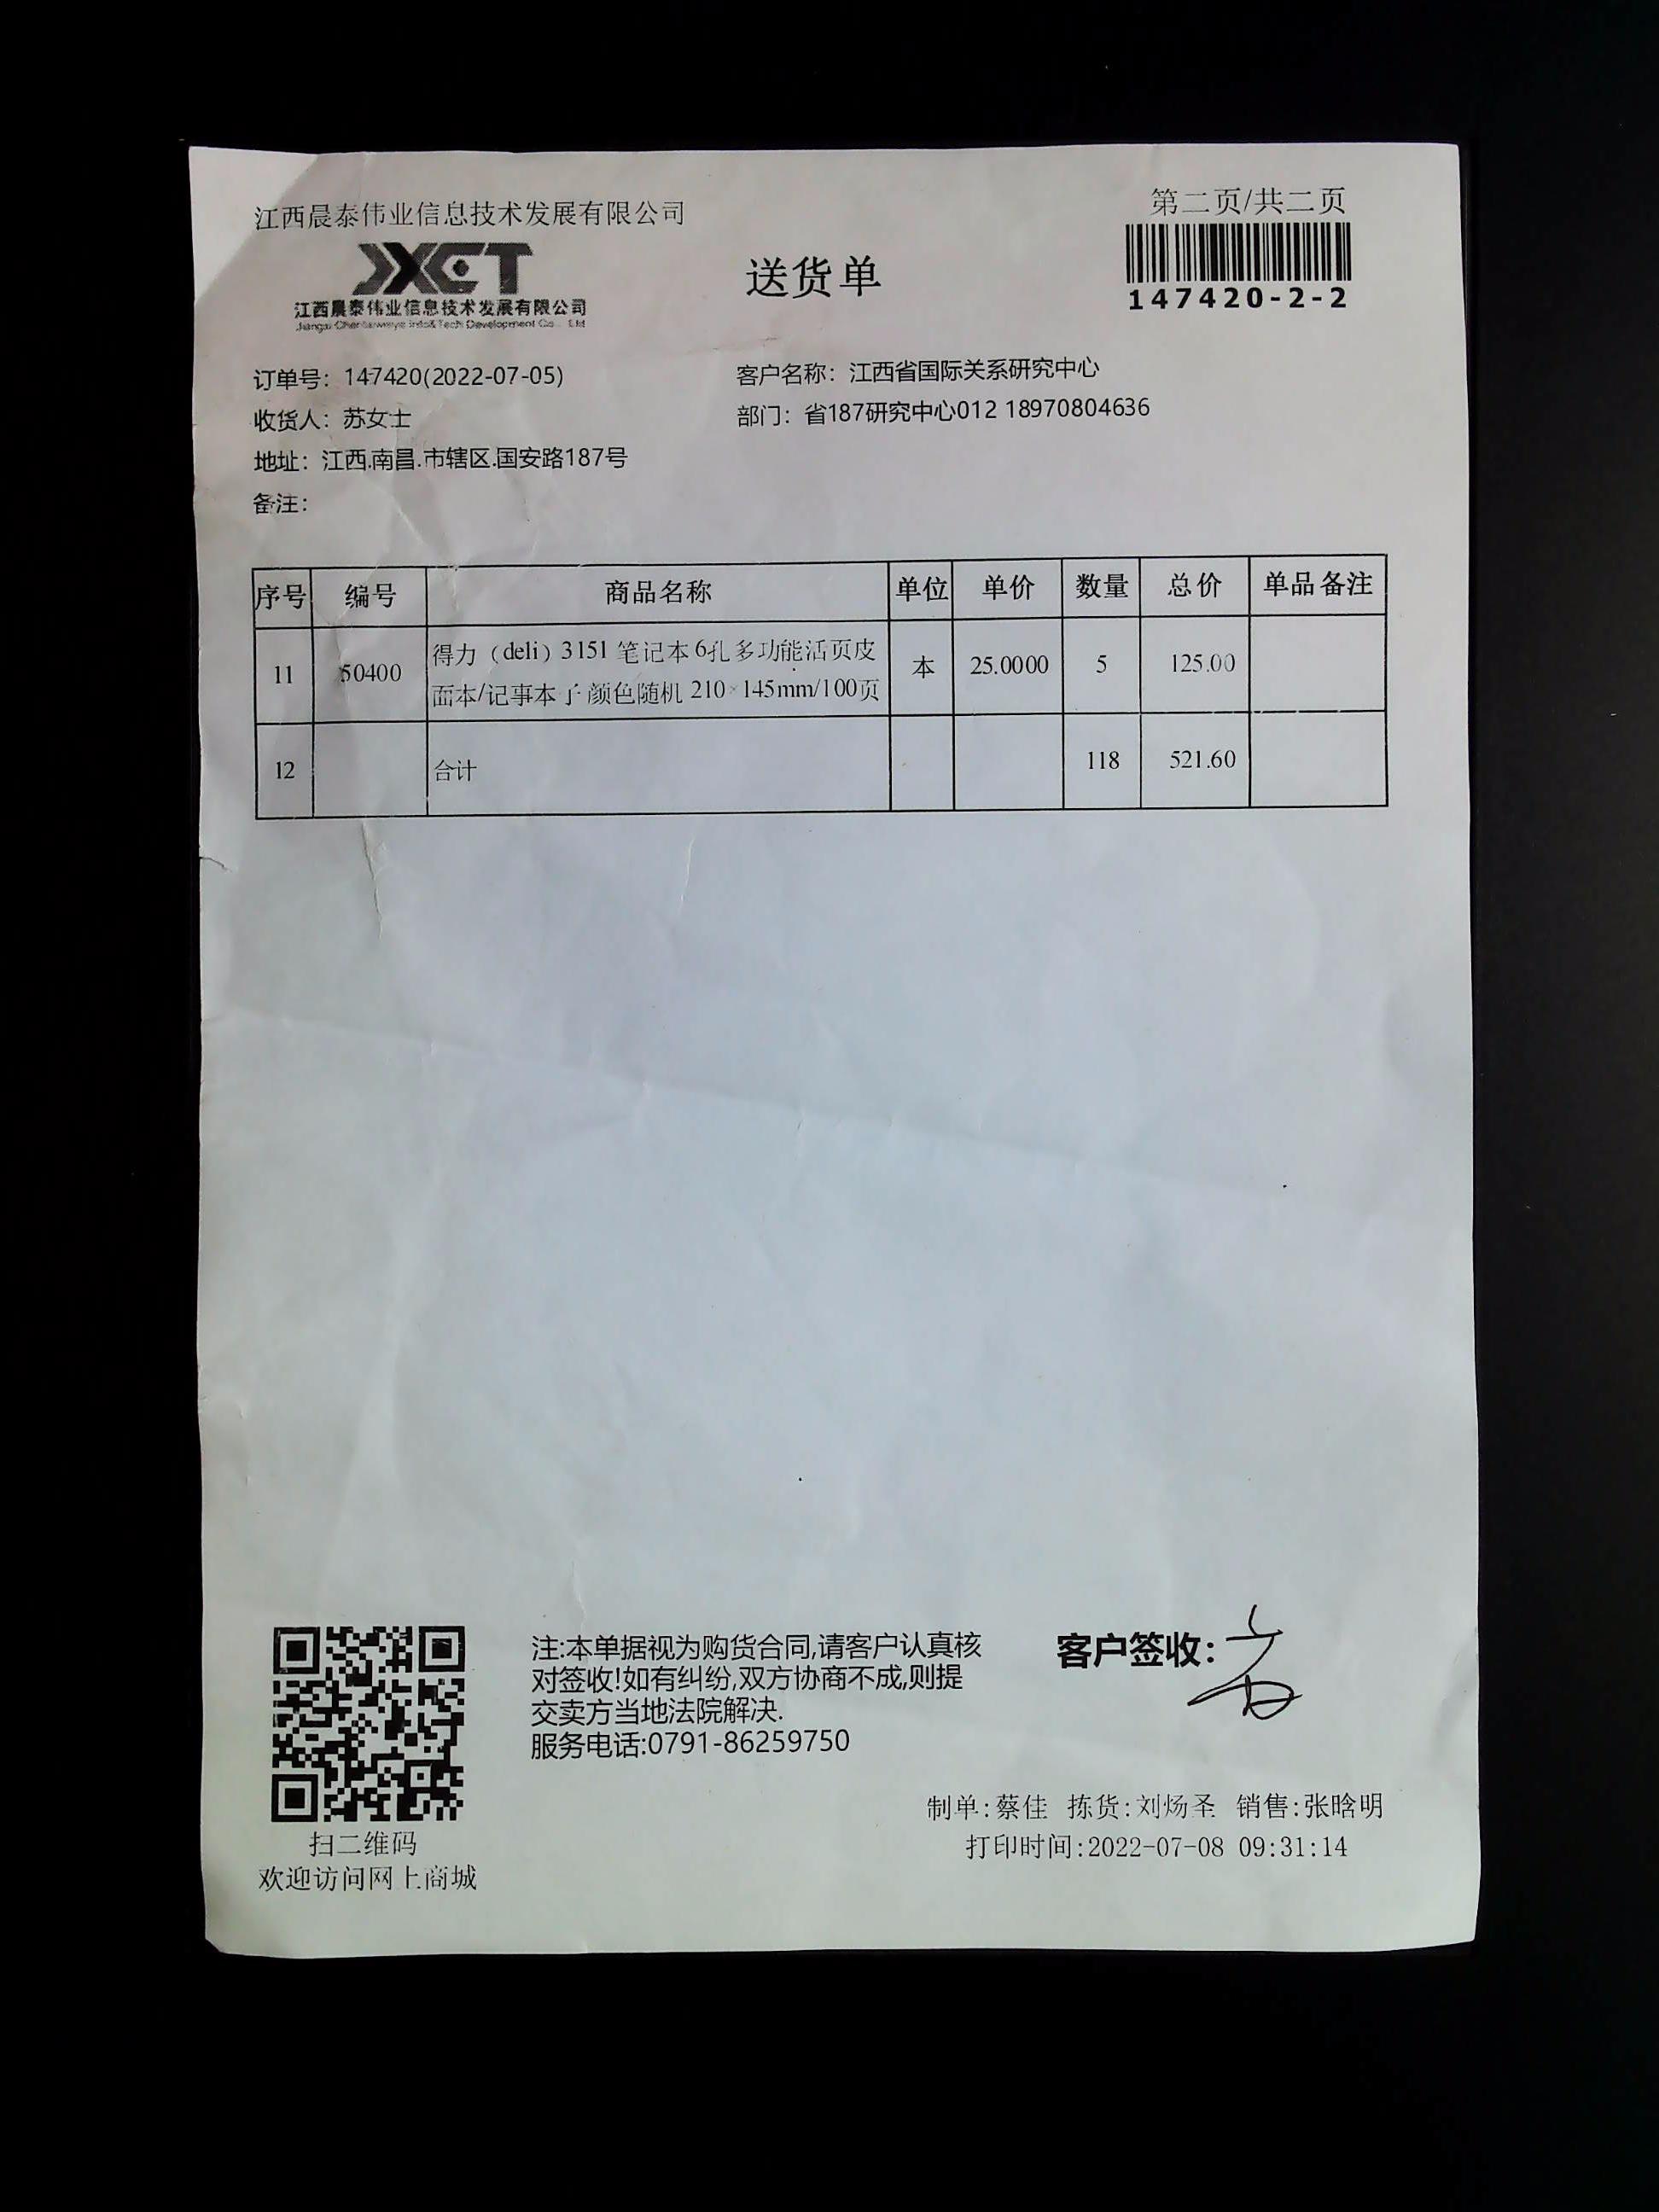 江西晨泰伟业信息技术发展有限公司
第二页/共二页
JXCT
江西晨泰伟业信息技术发展有限公司
送货单
147420-2-2
订单号：147420(2022-07-05)
客户名称：江西省国际关系研究中心
收货人：苏女士
部门：省187研究中心012 18970804636
地址：江西.南昌.市辖区.国安路187号
备注：
序号 编号 商品名称 单位 单价 数量 总价 单品备注
11 50400 得力（deli）3151 笔记本 6孔多功能活页皮 本 25.0000 5 125.00
面本/记事本子 颜色随机 210×145mm/100页
12 合计 118 521.60
注:本单据视为购货合同,请客户认真核
对签收!如有纠纷,双方协商不成,则提
交卖方当地法院解决.
服务电话:0791-86259750
客户签收：
制单:蔡佳 拣货:刘炀圣 销售:张晗明
打印时间:2022-07-08 09:31:14
扫二维码
欢迎访问网上商城